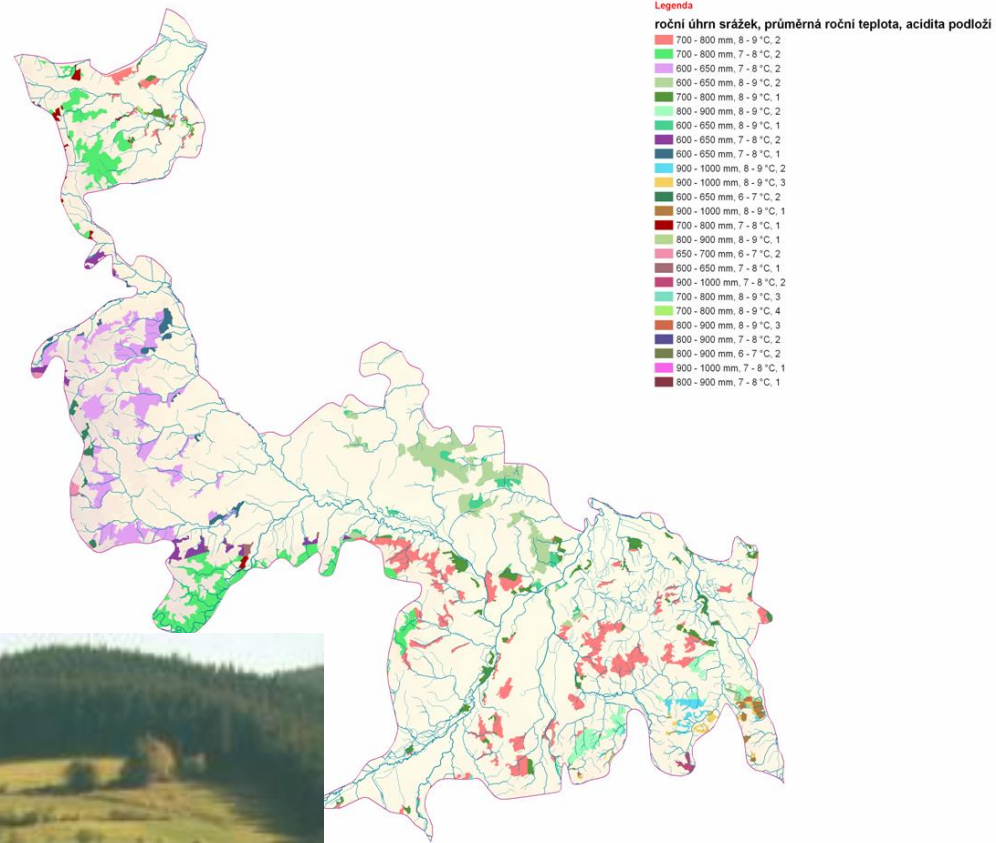 Legenda
roční úhrn srážek, průměrná roční teplota, acidita podloží
700 - 800 mm, 8 - 9 °C, 2
700 - 800 mm, 7 - 8 °C, 2
600 - 650 mm, 7 - 8 °C, 2
600 - 650 mm, 8 - 9 °C, 2
700 - 800 mm, 8 - 9 °C, 1
800 - 900 mm, 8 - 9 °C, 2
600 - 650 mm, 8 - 9 °C, 1
600 - 650 mm, 7 - 8 °C, 2
600 - 650 mm, 7 - 8 °C, 1
900 - 1000 mm, 8 - 9 °C, 2
900 - 1000 mm, 8 - 9 °C, 3
600 - 650 mm, 6 - 7 °C, 2
900 - 1000 mm, 8 - 9 °C, 1
700 - 800 mm, 7 - 8 °C, 1
800 - 900 mm, 8 - 9 °C, 1
650 - 700 mm, 6 - 7 °C, 2
600 - 650 mm, 7 - 8 °C, 1
900 - 1000 mm, 7 - 8 °C, 2
700 - 800 mm, 8 - 9 °C, 3
700 - 800 mm, 8 - 9 °C, 4
800 - 900 mm, 8 - 9 °C, 3
800 - 900 mm, 7 - 8 °C, 2
800 - 900 mm, 6 - 7 °C, 2
900 - 1000 mm, 7 - 8 °C, 1
800 - 900 mm, 7 - 8 °C, 1